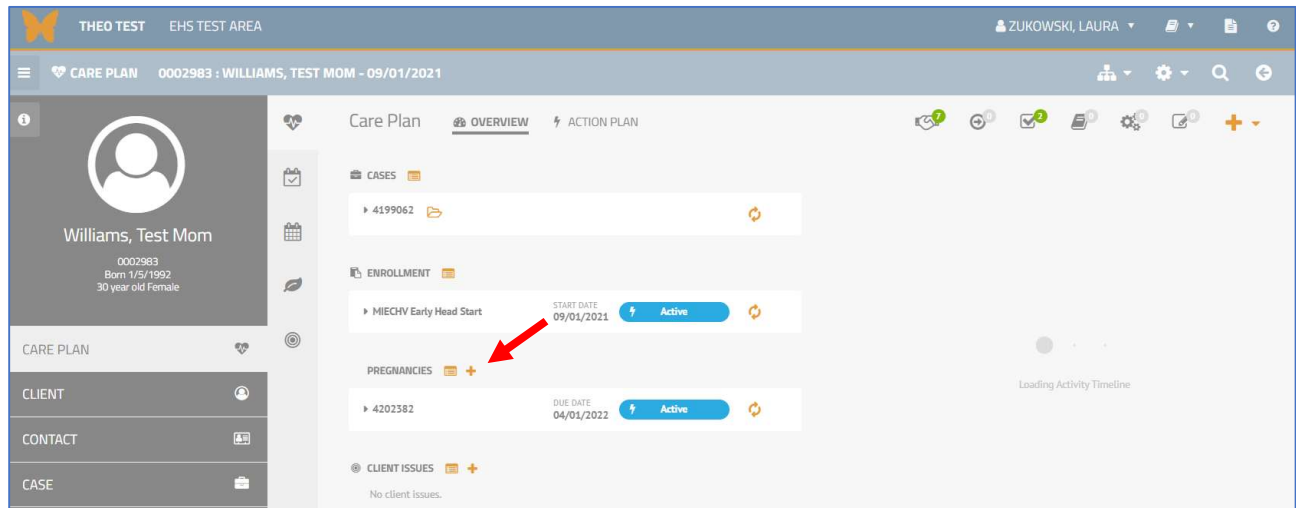 THEO TEST EHS TEST AREA ZUKOWSKI, LAURA
CARE PLAN 0002983 : WILLIAMS, TEST MOM - 09/01/2021
Williams, Test Mom
0002983
Born 1/5/1992
30 year old Female
CARE PLAN
CLIENT
CONTACT
CASE
Care Plan OVERVIEW ACTION PLAN 7 0 2 0 0 0
CASES
4199062
ENROLLMENT
MIECHV Early Head Start START DATE 09/01/2021 Active
PREGNANCIES
4202382 DUE DATE 04/01/2022 Active
CLIENT ISSUES
No client issues.
Loading Activity Timeline